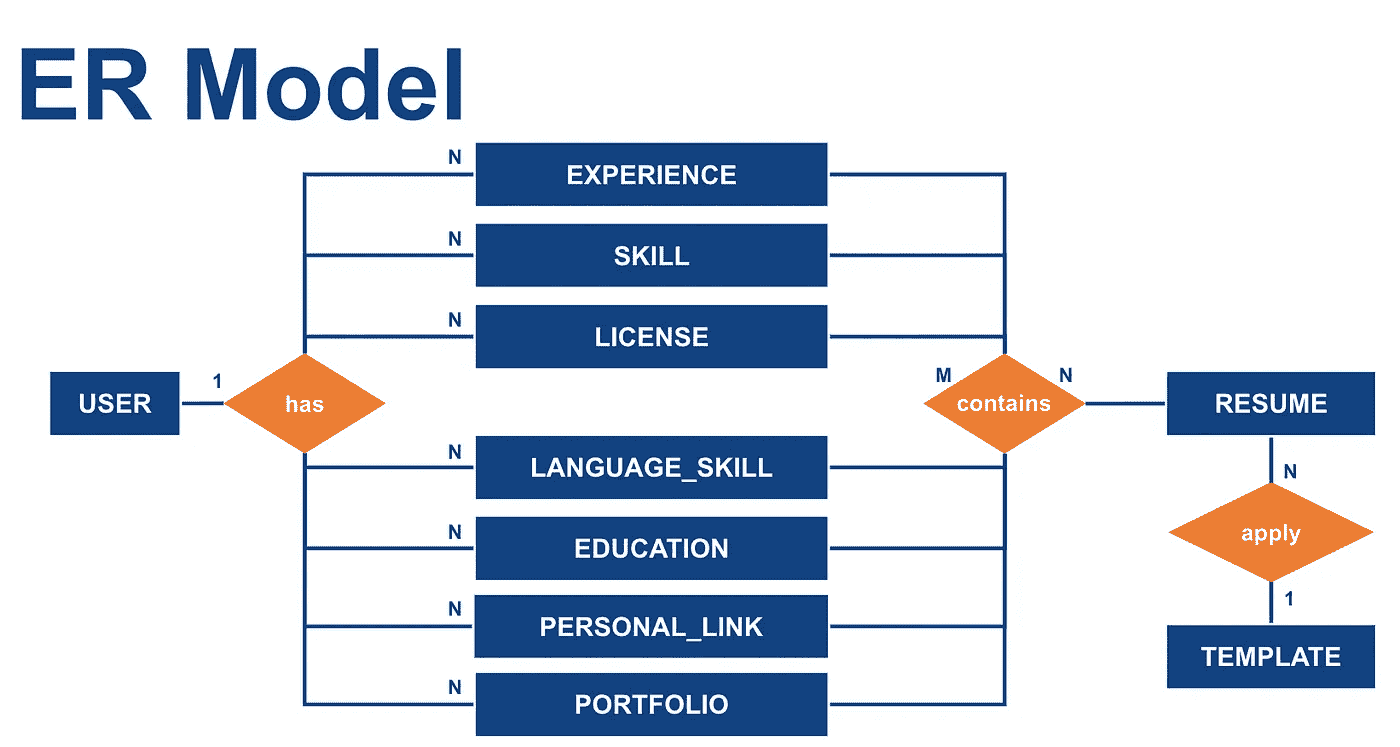 ER Model
N
EXPERIENCE
N
SKILL
N
LICENSE
USER
1
has
M
contains
N
RESUME
N
LANGUAGE_SKILL
N
apply
N
EDUCATION
1
N
PERSONAL_LINK
TEMPLATE
N
PORTFOLIO